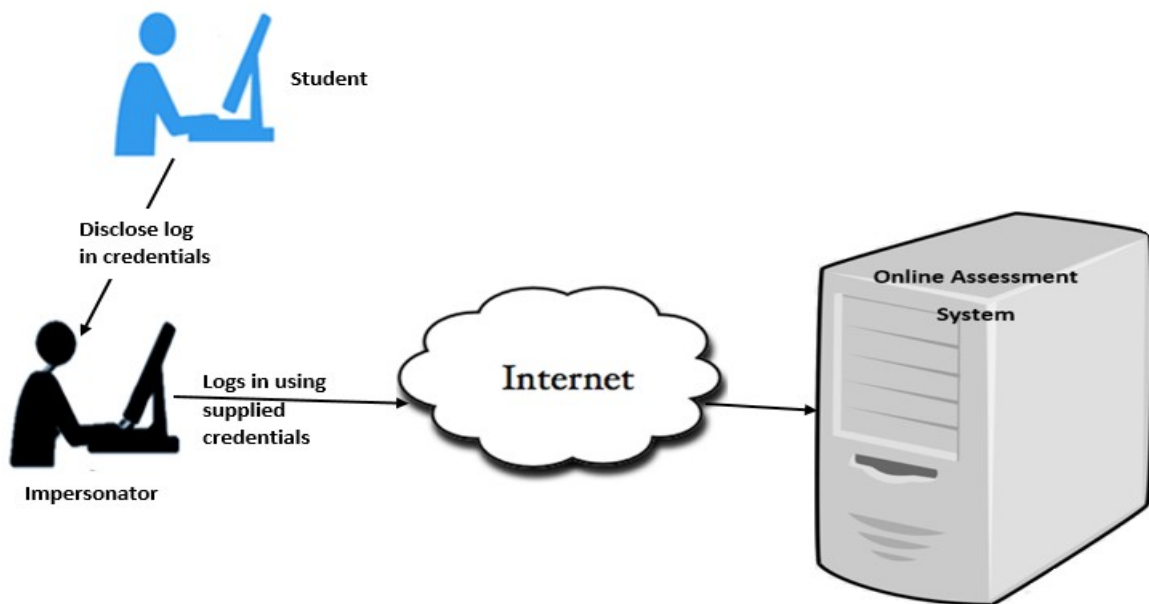 Student
Disclose log
in credentials
Impersonator
Logs in using
supplied
credentials
Internet
Online Assessment
System